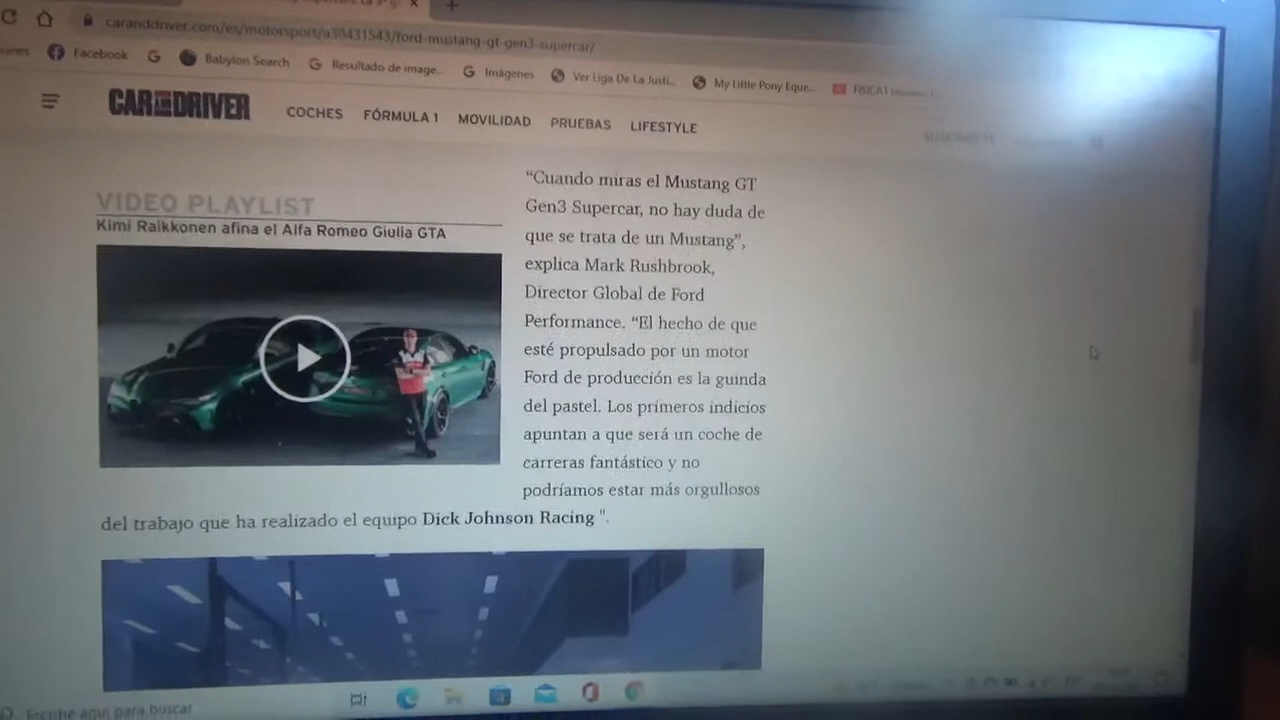 caranddriver.com/es/motorsport/a38431543/ford-mustang-gt-gen3-supercar/
Facebook
Babylon Search
Resultado de image...
Imágenes
Ver Liga De La Justi...
My Little Pony Eque...
FISICA1
CAR AND DRIVER
COCHES
FÓRMULA 1
MOVILIDAD
PRUEBAS
LIFESTYLE
VIDEO PLAYLIST
Kimi Raikkonen afina el Alfa Romeo Giulia GTA
“Cuando miras el Mustang GT
Gen3 Supercar, no hay duda de
que se trata de un Mustang”,
explica Mark Rushbrook,
Director Global de Ford
Performance. “El hecho de que
esté propulsado por un motor
Ford de producción es la guinda
del pastel. Los primeros indicios
apuntan a que será un coche de
carreras fantástico y no
podríamos estar más orgullosos
del trabajo que ha realizado el equipo Dick Johnson Racing ".
Escribe aquí para buscar